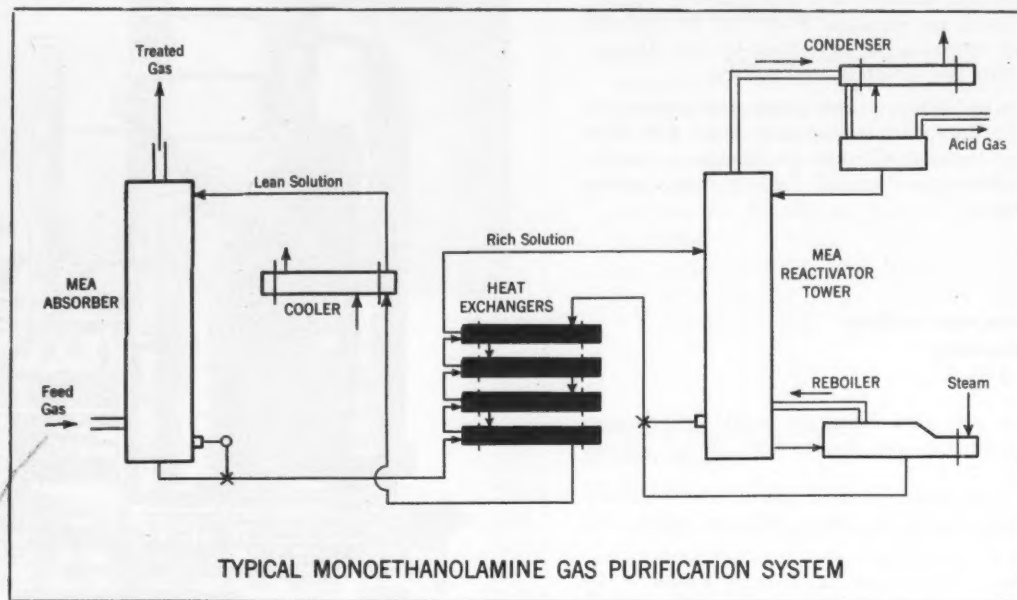 Treated
Gas
Lean Solution
MEA
ABSORBER
COOLER
Feed
Gas
Rich Solution
HEAT
EXCHANGERS
CONDENSER
Acid Gas
MEA
REACTIVATOR
TOWER
REBOILER
Steam
TYPICAL MONOETHANOLAMINE GAS PURIFICATION SYSTEM